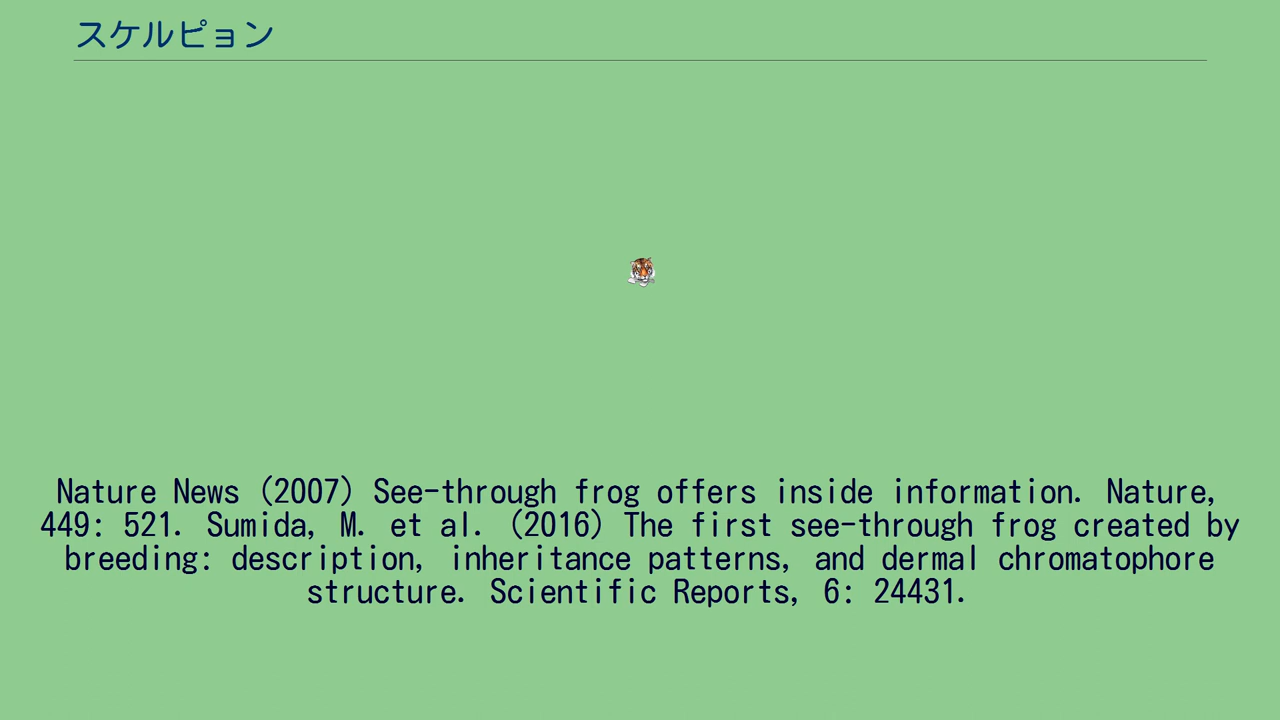 スケルピョン
Nature News (2007) See-through frog offers inside information. Nature,
449: 521. Sumida, M. et al. (2016) The first see-through frog created by
breeding: description, inheritance patterns, and dermal chromatophore
structure. Scientific Reports, 6: 24431.